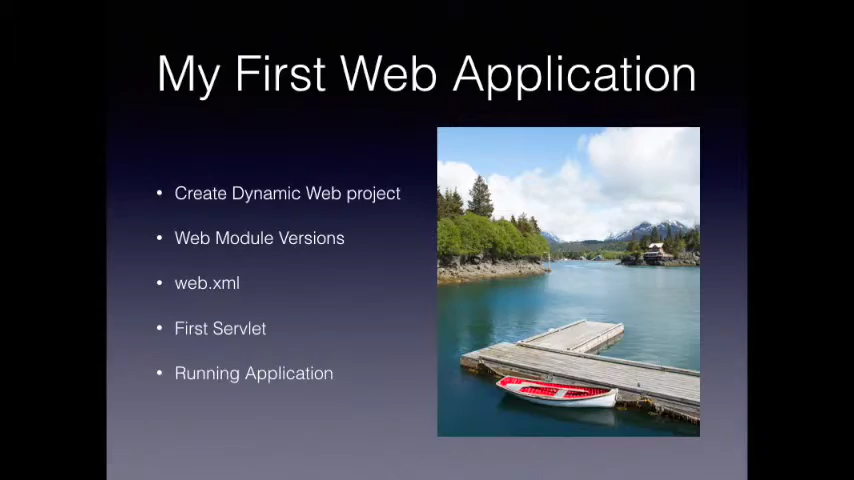 My First Web Application
• Create Dynamic Web project
• Web Module Versions
• web.xml
• First Servlet
• Running Application